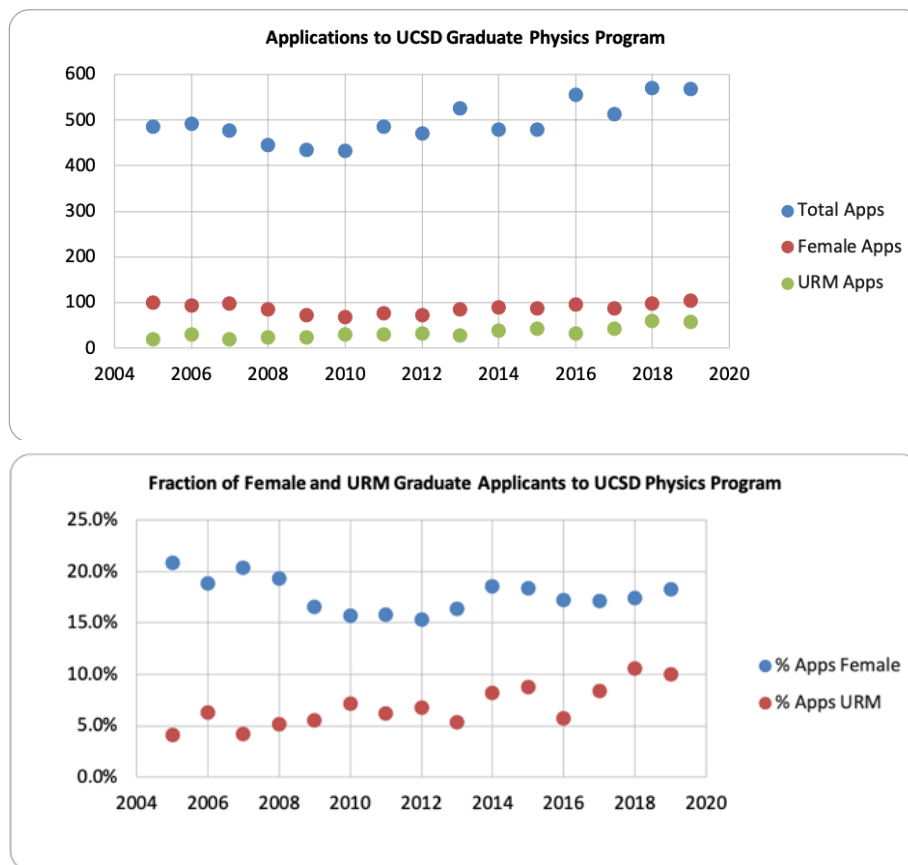 Applications to UCSD Graduate Physics Program
600
500
400
300
200
100
0
2004 2006 2008 2010 2012 2014 2016 2018 2020
Total Apps
Female Apps
URM Apps
Fraction of Female and URM Graduate Applicants to UCSD Physics Program
25.0%
20.0%
15.0%
10.0%
5.0%
0.0%
2004 2006 2008 2010 2012 2014 2016 2018 2020
% Apps Female
% Apps URM